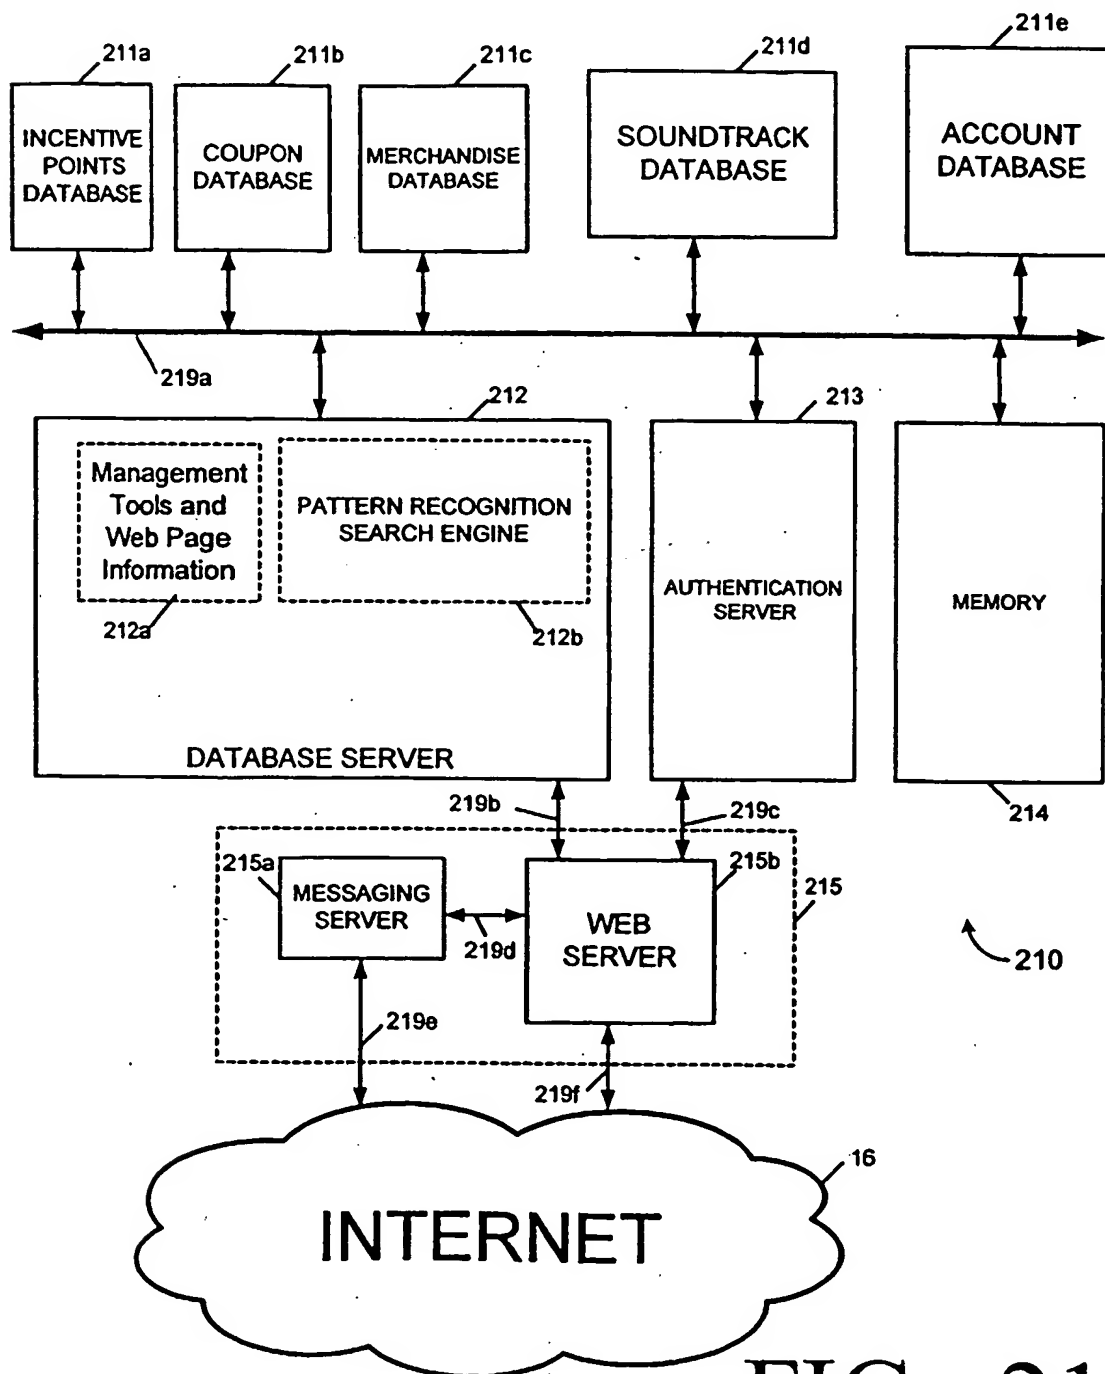 211a
211b
211c
211d
211e
INCENTIVE
POINTS
DATABASE
COUPON
DATABASE
MERCHANDISE
DATABASE
SOUNDTRACK
DATABASE
ACCOUNT
DATABASE
219a
212
213
Management
Tools and
Web Page
Information
PATTERN RECOGNITION
SEARCH ENGINE
212a
212b
AUTHENTICATION
SERVER
MEMORY
DATABASE SERVER
219b
219c
214
215a
215b
215
MESSAGING
SERVER
219d
WEB
SERVER
210
219e
219f
16
INTERNET
FIG. 21